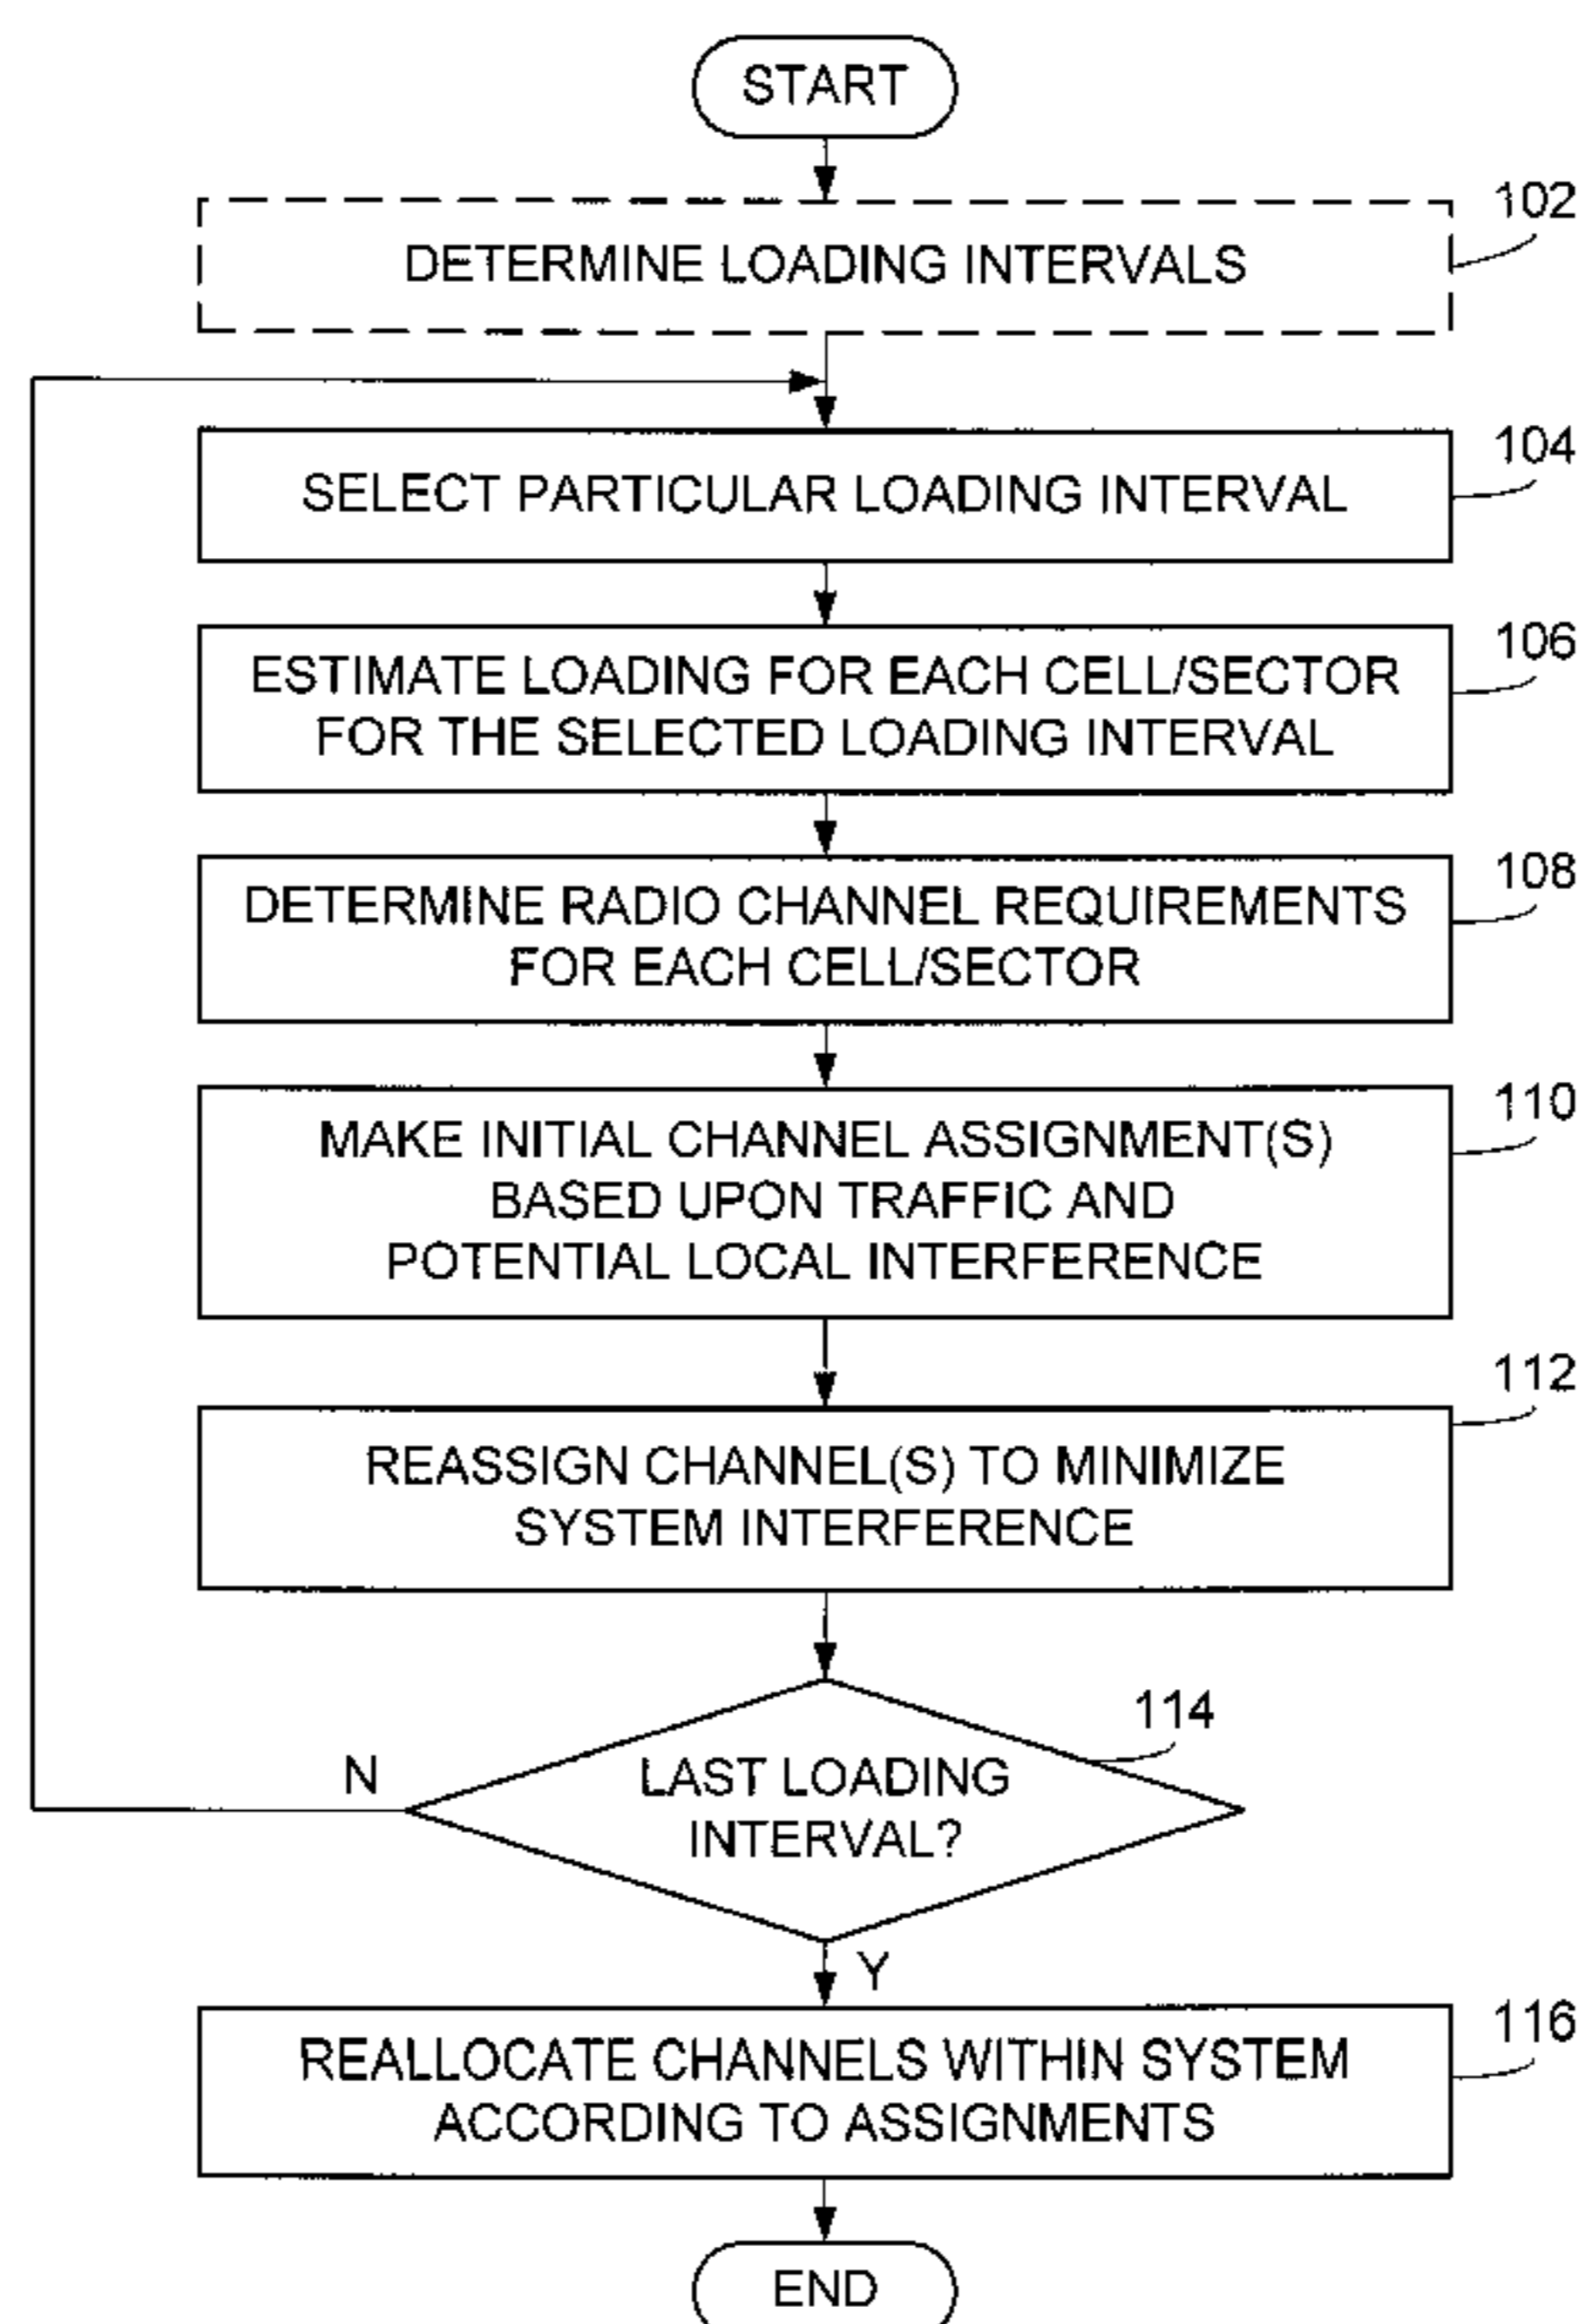 START
102
DETERMINE LOADING INTERVALS
104
SELECT PARTICULAR LOADING INTERVAL
106
ESTIMATE LOADING FOR EACH CELL/SECTOR
FOR THE SELECTED LOADING INTERVAL
108
DETERMINE RADIO CHANNEL REQUIREMENTS
FOR EACH CELL/SECTOR
110
MAKE INITIAL CHANNEL ASSIGNMENT(S)
BASED UPON TRAFFIC AND
POTENTIAL LOCAL INTERFERENCE
112
REASSIGN CHANNEL(S) TO MINIMIZE
SYSTEM INTERFERENCE
114
N
LAST LOADING
INTERVAL?
Y
116
REALLOCATE CHANNELS WITHIN SYSTEM
ACCORDING TO ASSIGNMENTS
END